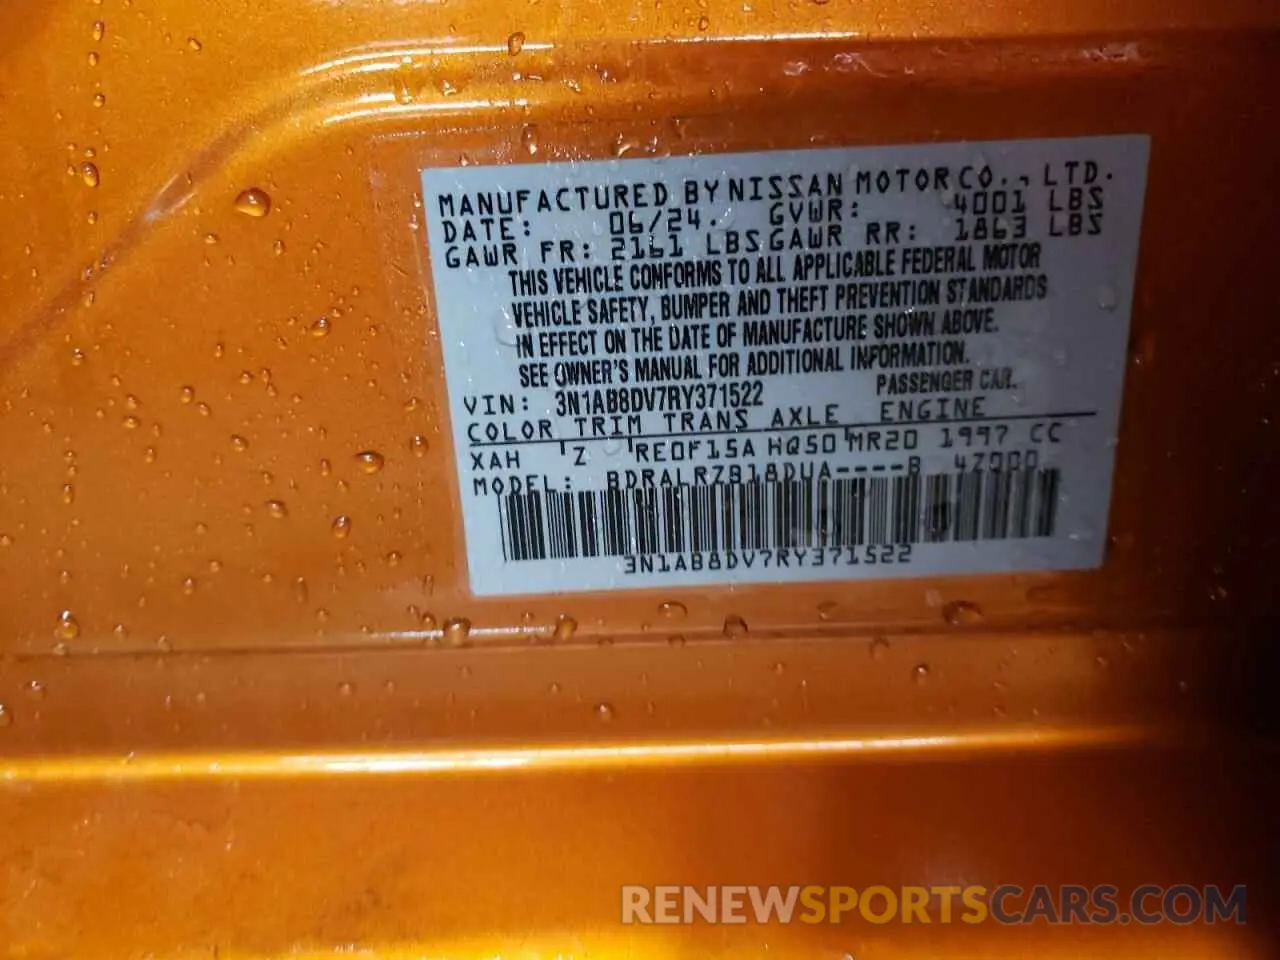 MANUFACTURED BY NISSAN MOTOR CO., LTD.
DATE: 06/24. GVWR: 4001 LBS
GAWR FR: 2161 LBS GAWR RR: 1863 LBS
THIS VEHICLE CONFORMS TO ALL APPLICABLE FEDERAL MOTOR
VEHICLE SAFETY, BUMPER AND THEFT PREVENTION STANDARDS
IN EFFECT ON THE DATE OF MANUFACTURE SHOWN ABOVE.
SEE OWNER'S MANUAL FOR ADDITIONAL INFORMATION.
VIN: 3N1AB8DV7RY371522 PASSENGER CAR.
COLOR TRIM TRANS AXLE ENGINE
XAH Z RE0F15A HQ50 MR20 1997 CC
MODEL: BDRALRZB18DUA----B 4Z000
3N1AB8DV7RY371522
RENEWSPORTSCARS.COM